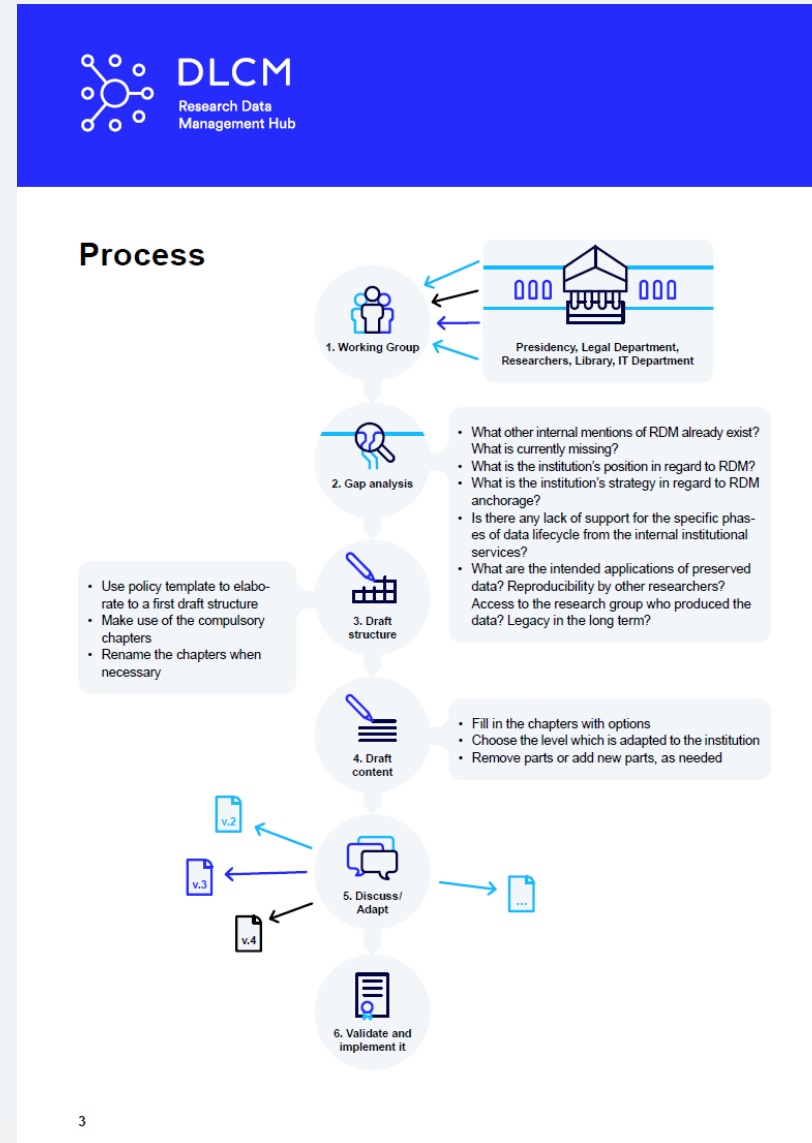 DLCM
Research Data
Management Hub
Process
1. Working Group
Presidency, Legal Department,
Researchers, Library, IT Department
2. Gap analysis
• What other internal mentions of RDM already exist?
What is currently missing?
• What is the institution's position in regard to RDM?
• What is the institution's strategy in regard to RDM
anchorage?
• Is there any lack of support for the specific phas-
es of data lifecycle from the internal institutional
services?
• What are the intended applications of preserved
data? Reproducibility by other researchers?
Access to the research group who produced the
data? Legacy in the long term?
• Use policy template to elabo-
rate to a first draft structure
• Make use of the compulsory
chapters
• Rename the chapters when
necessary
3. Draft
structure
4. Draft
content
• Fill in the chapters with options
• Choose the level which is adapted to the institution
• Remove parts or add new parts, as needed
v.2
v.3
v.4
5. Discuss/
Adapt
...
6. Validate and
implement it
3